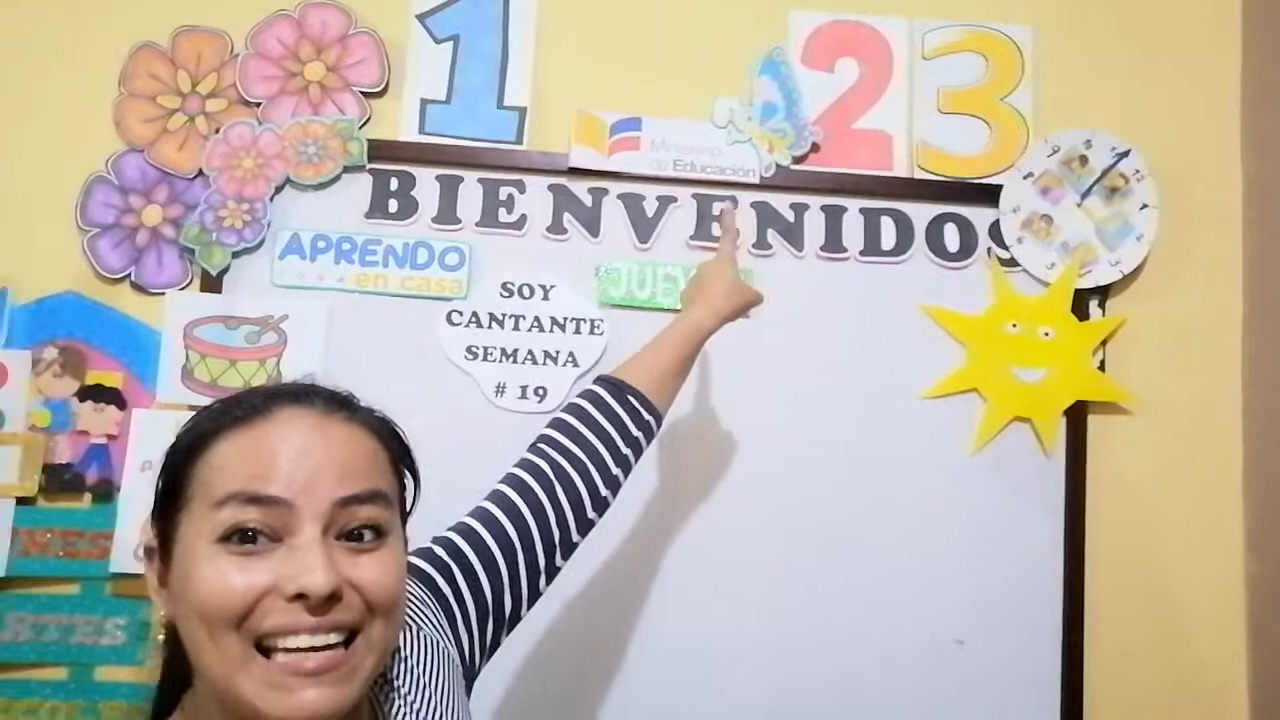 1 2 3
Ministerio
de Educación
BIENVENIDOS
APRENDO
en casa
SOY
CANTANTE
SEMANA
# 19